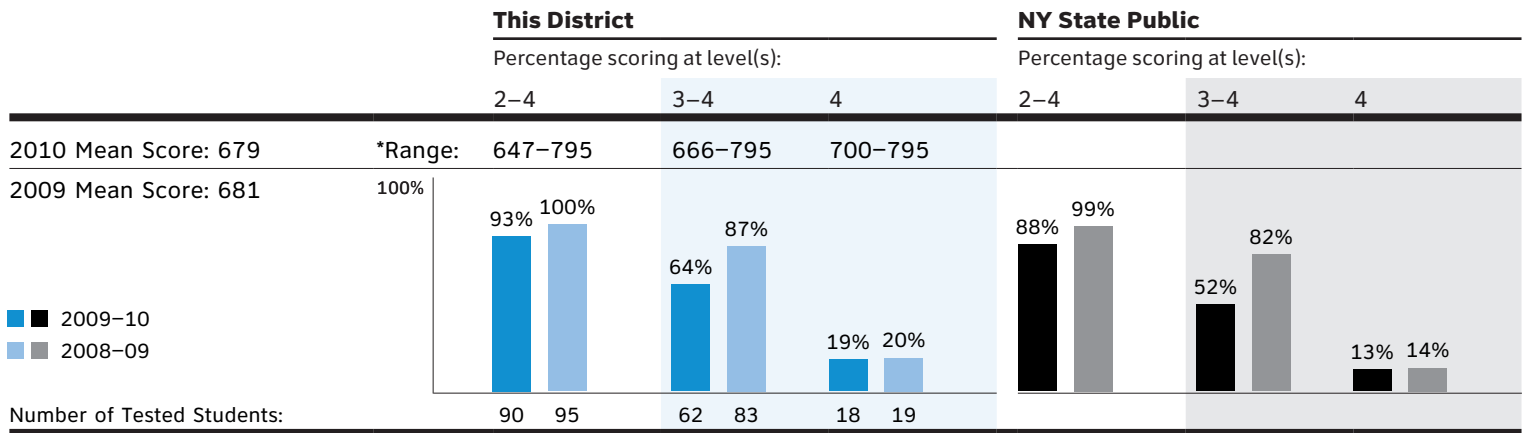 This District NY State Public
Percentage scoring at level(s): Percentage scoring at level(s):
2–4 3–4 4 2–4 3–4 4
2010 Mean Score: 679 *Range: 647–795 666–795 700–795
2009 Mean Score: 681 100%
93% 100% 64% 87% 19% 20% 88% 99% 52% 82% 13% 14%
2009–10
2008–09
Number of Tested Students: 90 95 62 83 18 19